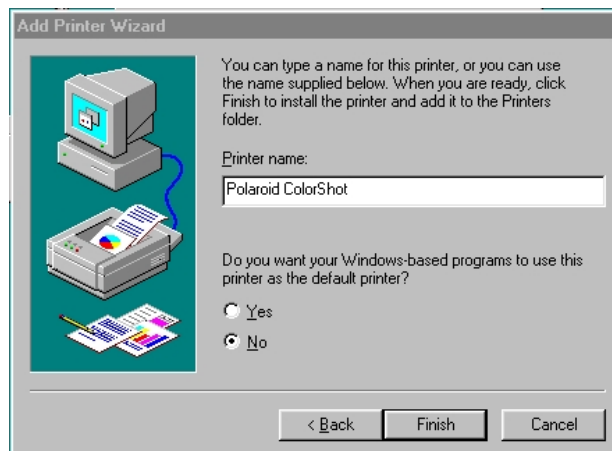 Add Printer Wizard
You can type a name for this printer, or you can use
the name supplied below. When you are ready, click
Finish to install the printer and add it to the Printers
folder.
Printer name:
Polaroid ColorShot
Do you want your Windows-based programs to use this
printer as the default printer?
Yes
No
< Back
Finish
Cancel